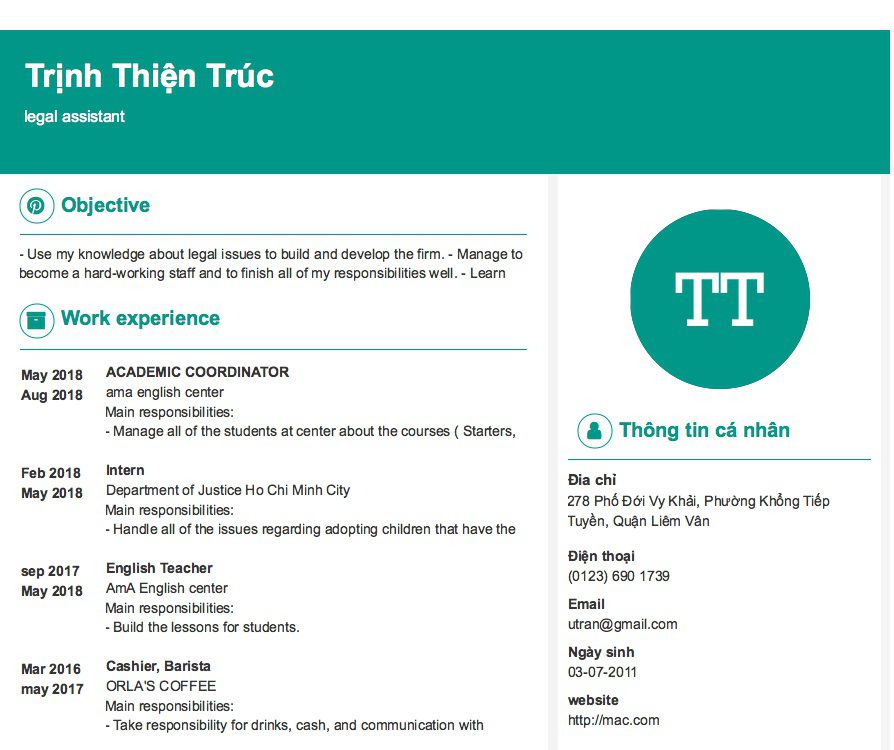 Trịnh Thiện Trúc
legal assistant
Objective
- Use my knowledge about legal issues to build and develop the firm. - Manage to
become a hard-working staff and to finish all of my responsibilities well. - Learn
Work experience
May 2018
Aug 2018
ACADEMIC COORDINATOR
ama english center
Main responsibilities:
- Manage all of the students at center about the courses ( Starters,
Feb 2018
May 2018
Intern
Department of Justice Ho Chi Minh City
Main responsibilities:
- Handle all of the issues regarding adopting children that have the
sep 2017
May 2018
English Teacher
AmA English center
Main responsibilities:
- Build the lessons for students.
Mar 2016
may 2017
Cashier, Barista
ORLA'S COFFEE
Main responsibilities:
- Take responsibility for drinks, cash, and communication with
TT
Thông tin cá nhân
Đia chỉ
278 Phố Đới Vy Khải, Phường Khổng Tiếp
Tuyền, Quận Liêm Vân
Điện thoại
(0123) 690 1739
Email
utran@gmail.com
Ngày sinh
03-07-2011
website
http://mac.com